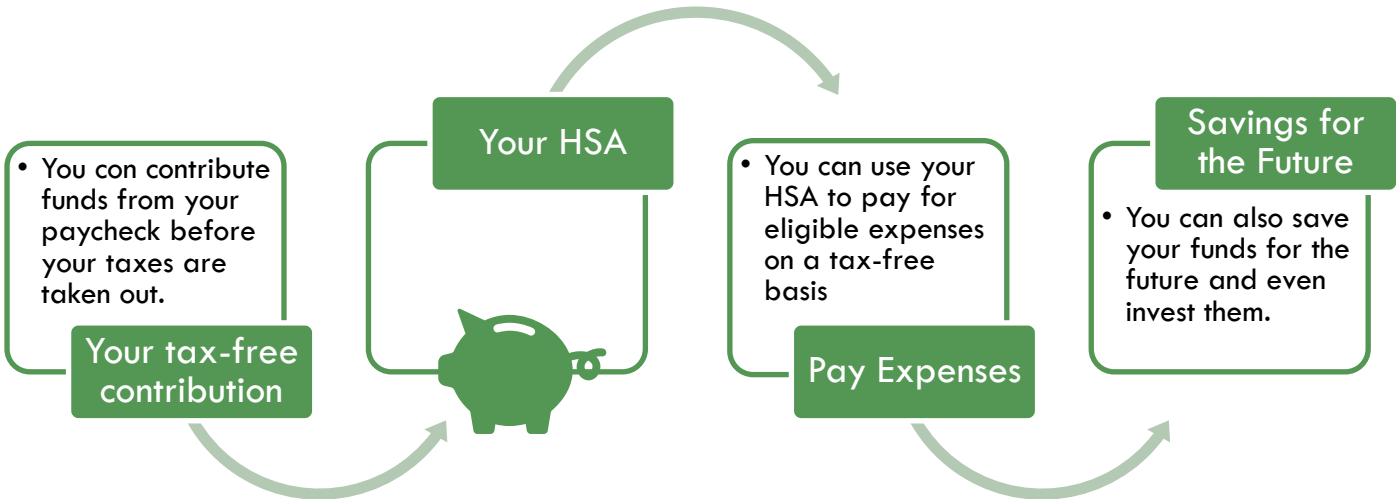 • You con contribute
funds from your
paycheck before
your taxes are
taken out.
Your tax-free
contribution
Your HSA
• You can use your
HSA to pay for
eligible expenses
on a tax-free
basis
Pay Expenses
Savings for
the Future
• You can also save
your funds for the
future and even
invest them.